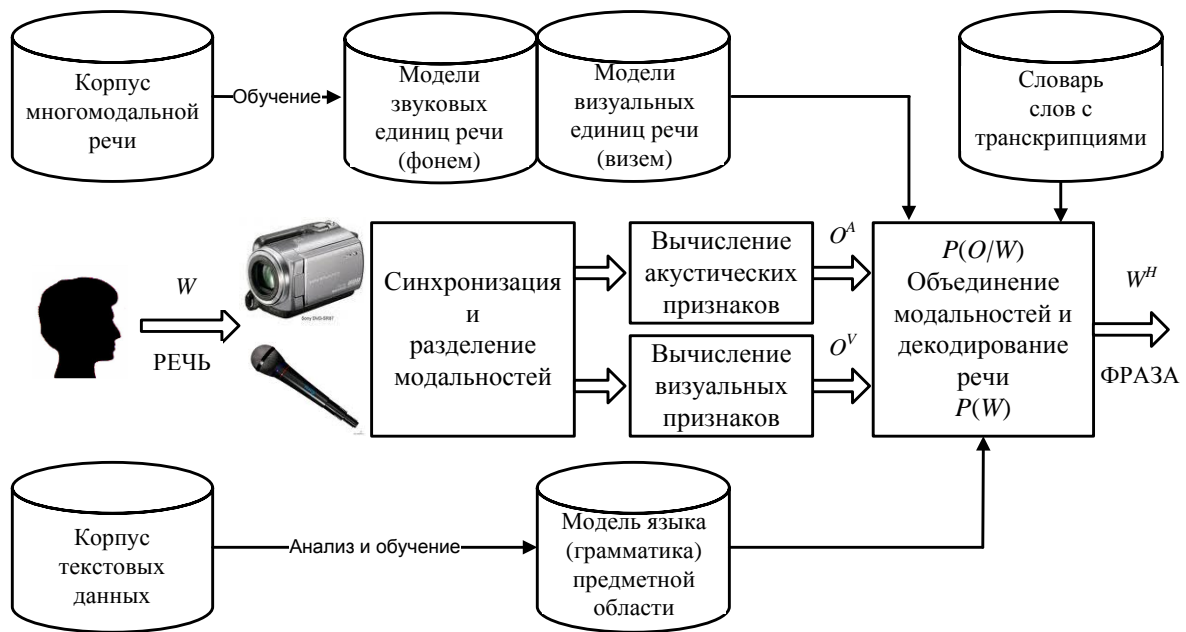 Корпус
многомодальной
речи
Обучение
Модели
звуковых
единиц речи
(фонем)
Модели
визуальных
единиц речи
(визем)
Словарь
слов с
транскрипциями
W
РЕЧЬ
Синхронизация
и
разделение
модальностей
Вычисление
акустических
признаков
O^A
Вычисление
визуальных
признаков
O^V
P(O/W)
Объединение
модальностей и
декодирование
речи
P(W)
W^H
ФРАЗА
Корпус
текстовых
данных
Анализ и обучение
Модель языка
(грамматика)
предметной
области